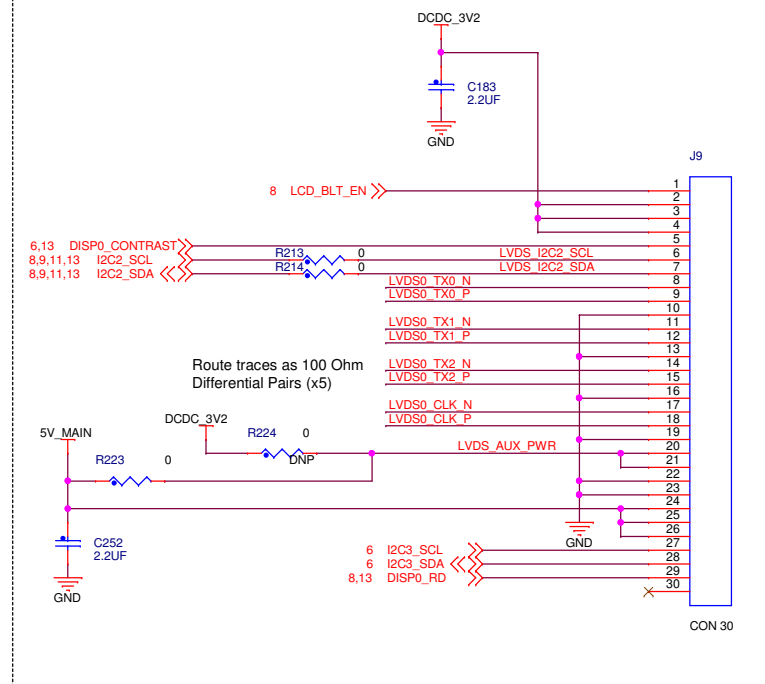 DCDC_3V2
C183
2.2UF
GND
J9
8 LCD_BLT_EN
1
2
3
4
6,13 DISP0_CONTRAST
5
8,9,11,13 I2C2_SCL R213 0 LVDS_I2C2_SCL
6
8,9,11,13 I2C2_SDA R214 0 LVDS_I2C2_SDA
7
LVDS0_TX0_N
8
LVDS0_TX0_P
9
10
LVDS0_TX1_N
11
LVDS0_TX1_P
12
13
Route traces as 100 Ohm
Differential Pairs (x5)
LVDS0_TX2_N
14
LVDS0_TX2_P
15
16
LVDS0_CLK_N
17
LVDS0_CLK_P
18
19
5V_MAIN
DCDC_3V2
R224 0
DNP
LVDS_AUX_PWR
20
21
R223 0
22
23
24
25
26
C252
2.2UF
GND
GND
6 I2C3_SCL
27
6 I2C3_SDA
28
8,13 DISP0_RD
29
30
CON 30